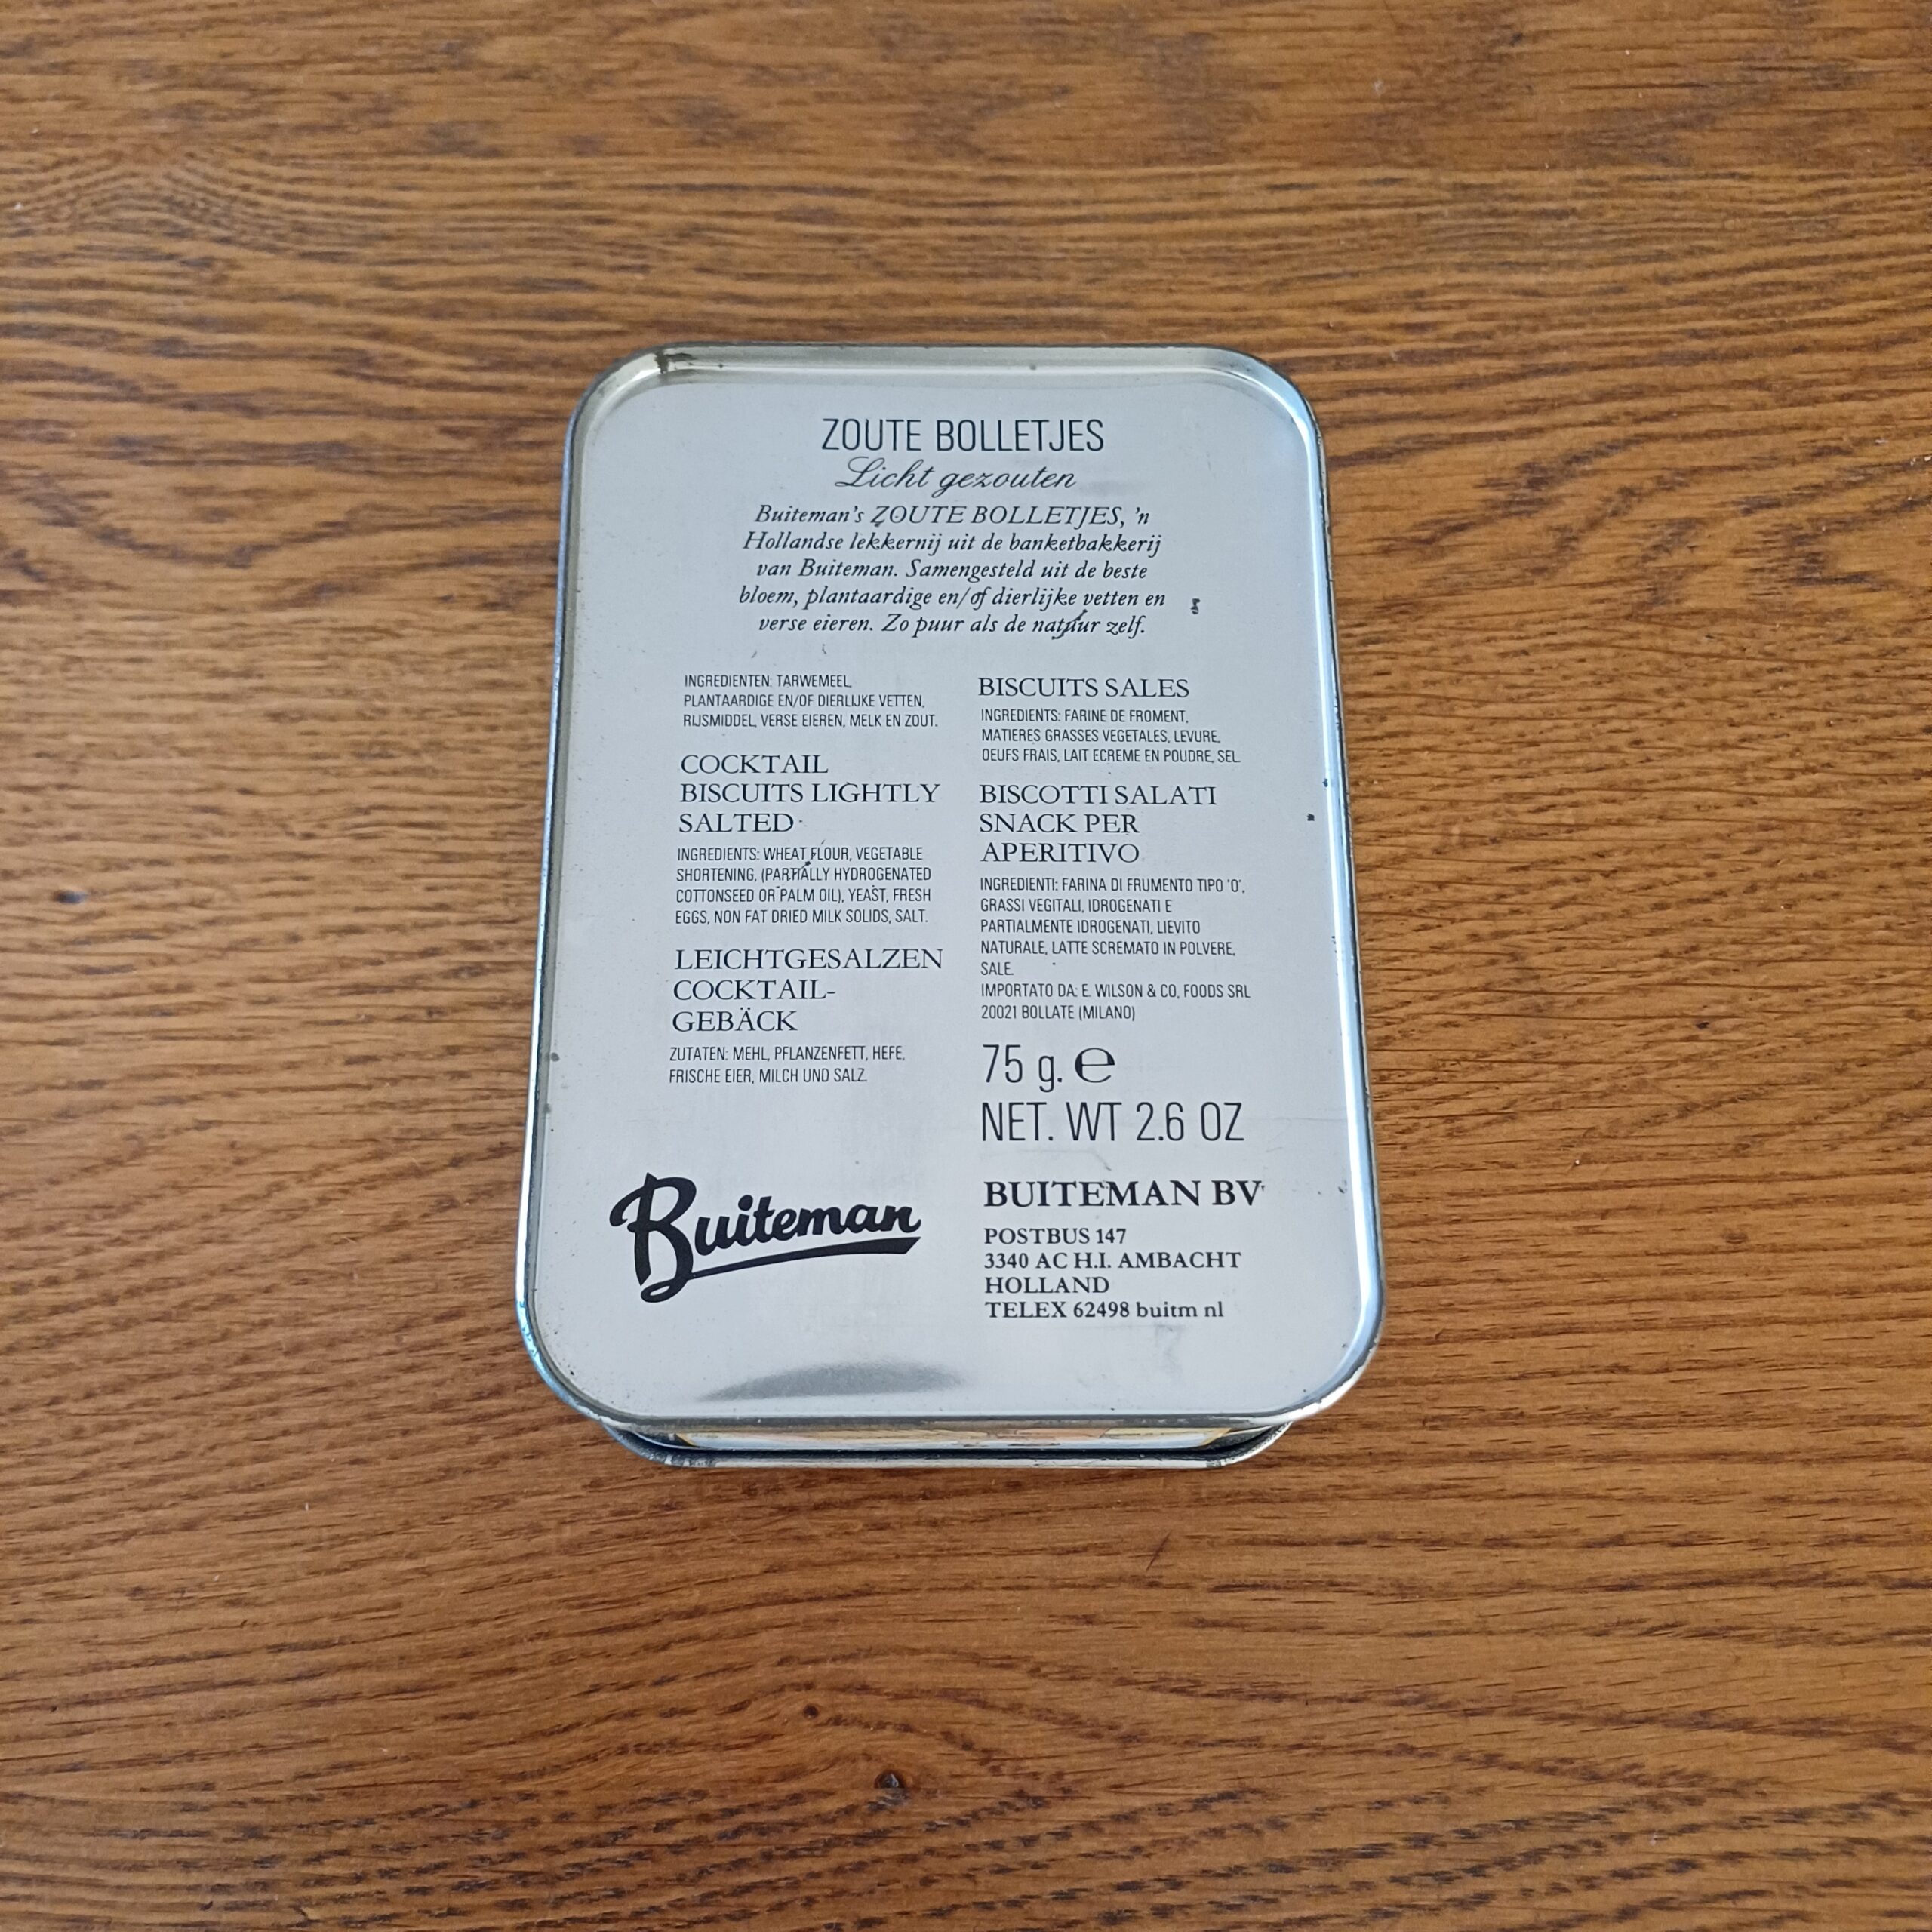 ZOUTE BOLLETJES
Licht gezouten
Buiteman's ZOUTE BOLLETJES, 'n
Hollandse lekkernij uit de banketbakkerij
van Buiteman. Samengesteld uit de beste
bloem, plantaardige en/of dierlijke vetten en
verse eieren. Zo puur als de natuur zelf.
INGREDIENTEN: TARWEMEEL,
PLANTAARDIGE EN/OF DIERLIJKE VETTEN,
RIJSMIDDEL, VERSE EIEREN, MELK EN ZOUT.
COCKTAIL
BISCUITS LIGHTLY
SALTED
INGREDIENTS: WHEAT FLOUR, VEGETABLE
SHORTENING, (PARTIALLY HYDROGENATED
COTTONSEED OR PALM OIL), YEAST, FRESH
EGGS, NON FAT DRIED MILK SOLIDS, SALT.
LEICHTGESALZEN
COCKTAIL-
GEBÄCK
ZUTATEN: MEHL, PFLANZENFETT, HEFE,
FRISCHE EIER, MILCH UND SALZ.
BISCUITS SALES
INGREDIENTS: FARINE DE FROMENT,
MATIERES GRASSES VEGETALES, LEVURE,
OEUFS FRAIS, LAIT ECREME EN POUDRE, SEL.
BISCOTTI SALATI
SNACK PER
APERITIVO
INGREDIENTI: FARINA DI FRUMENTO TIPO 'O',
GRASSI VEGITALI, IDROGENATI E
PARTIALMENTE IDROGENATI, LIEVITO
NATURALE, LATTE SCREMATO IN POLVERE,
SALE.
IMPORTATO DA: E. WILSON & CO, FOODS SRL
20021 BOLLATE (MILANO)
75 g. ℮
NET. WT 2.6 OZ
Buiteman
BUITEMAN BV
POSTBUS 147
3340 AC H.I. AMBACHT
HOLLAND
TELEX 62498 buitm nl